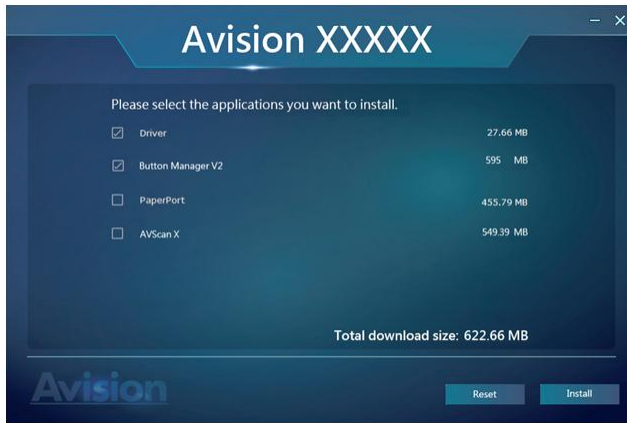 Avision XXXXX
Please select the applications you want to install.
Driver 27.66 MB
Button Manager V2 595 MB
PaperPort 455.79 MB
AVScan X 549.39 MB
Total download size: 622.66 MB
Avision
Reset Install